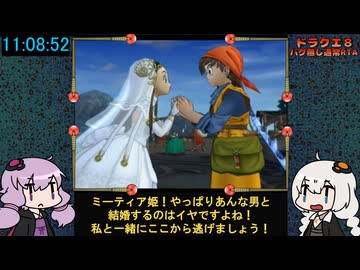 11:08:52
ドラクエ８
バグ無し通常RTA
ミーティア姫！やっぱりあんな男と
結婚するのはイヤですよね！
私と一緒にここから逃げましょう！